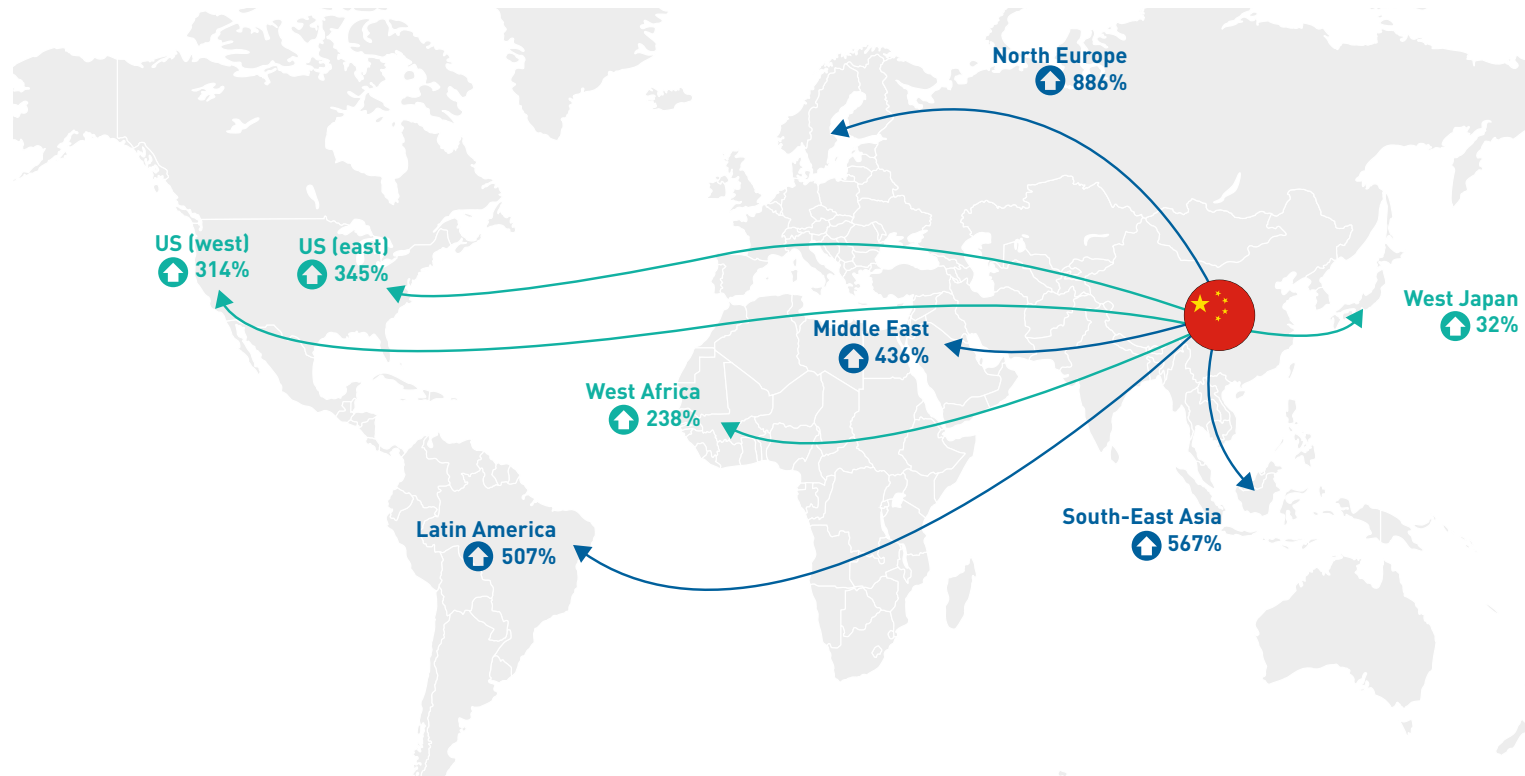 North Europe
886%
US (west)
314%
US (east)
345%
West Japan
32%
Middle East
436%
West Africa
238%
South-East Asia
567%
Latin America
507%